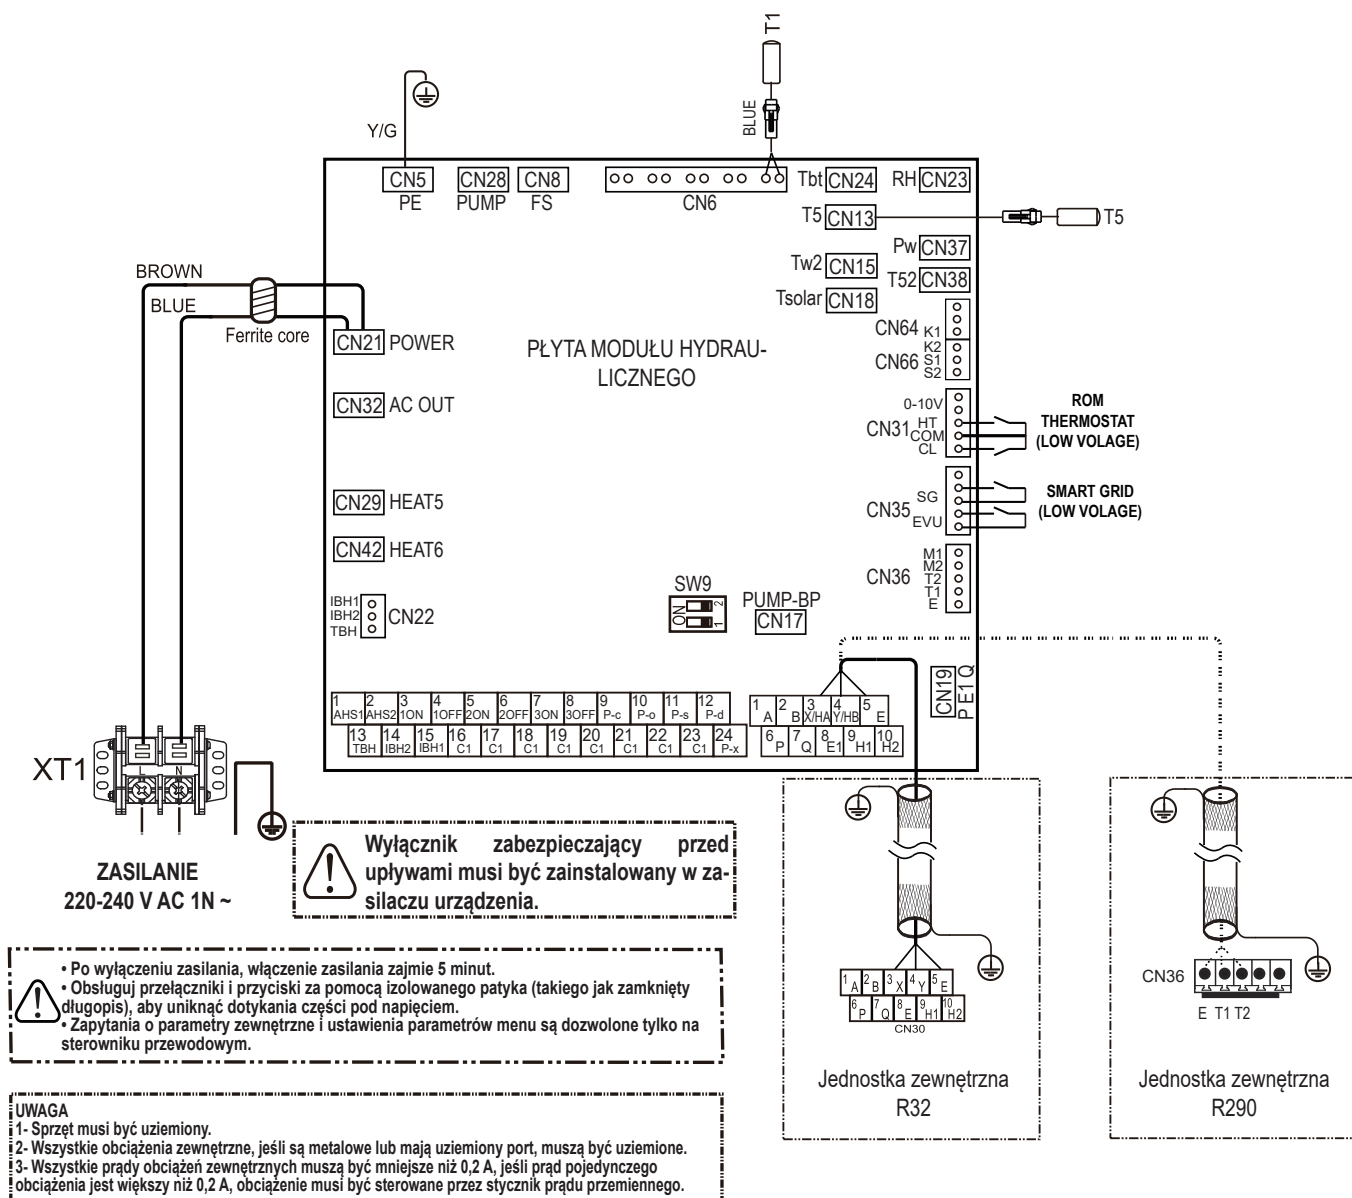 T1
BLUE
Y/G
CN5
PE
CN28
PUMP
CN8
FS
CN6
Tbt CN24
RH CN23
T5 CN13
T5
Pw CN37
Tw2 CN15
T52 CN38
Tsolar CN18
BROWN
BLUE
Ferrite core
CN21 POWER
PŁYTA MODUŁU HYDRAU-
LICZNEGO
CN64 K1
CN66 K2
S1
S2
CN32 AC OUT
0-10V
CN31 HT
COM
CL
ROM
THERMOSTAT
(LOW VOLAGE)
CN29 HEAT5
CN35 SG
EVU
SMART GRID
(LOW VOLAGE)
CN42 HEAT6
CN36 M1
M2
T2
T1
E
IBH1
IBH2
TBH
CN22
SW9
ON
2
1
PUMP-BP
CN17
CN19
PE1Q
1 AHS1 2 AHS2 3 1ON 4 1OFF 5 2ON 6 2OFF 7 3ON 8 3OFF 9 P-c 10 P-o 11 P-s 12 P-d
13 TBH 14 IBH2 15 IBH1 16 C1 17 C1 18 C1 19 C1 20 C1 21 C1 22 C1 23 C1 24 P-x
1 A 2 B 3 X/HA 4 Y/HB 5 E
6 P 7 Q 8 E1 9 H1 10 H2
XT1
L N
ZASILANIE
220-240 V AC 1N ~
Wyłącznik zabezpieczający przed
upływami musi być zainstalowany w za-
silaczu urządzenia.
• Po wyłączeniu zasilania, włączenie zasilania zajmie 5 minut.
• Obsługuj przełączniki i przyciski za pomocą izolowanego patyka (takiego jak zamknięty
długopis), aby uniknąć dotykania części pod napięciem.
• Zapytania o parametry zewnętrzne i ustawienia parametrów menu są dozwolone tylko na
sterowniku przewodowym.
UWAGA
1- Sprzęt musi być uziemiony.
2- Wszystkie obciążenia zewnętrzne, jeśli są metalowe lub mają uziemiony port, muszą być uziemione.
3- Wszystkie prądy obciążeń zewnętrznych muszą być mniejsze niż 0,2 A, jeśli prąd pojedynczego
obciążenia jest większy niż 0,2 A, obciążenie musi być sterowane przez stycznik prądu przemiennego.
1 A 2 B 3 X 4 Y 5 E
6 P 7 Q 8 E 9 H1 10 H2
CN30
Jednostka zewnętrzna
R32
CN36
E T1 T2
Jednostka zewnętrzna
R290